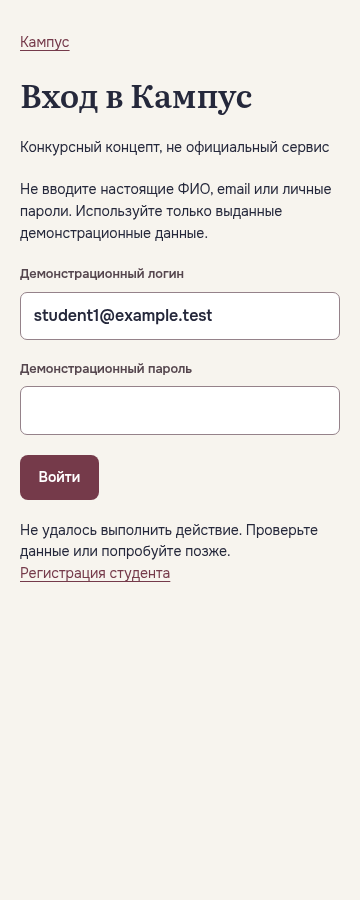 Кампус
Вход в Кампус
Конкурсный концепт, не официальный сервис
Не вводите настоящие ФИО, email или личные
пароли. Используйте только выданные
демонстрационные данные.
Демонстрационный логин
student1@example.test
Демонстрационный пароль
Войти
Не удалось выполнить действие. Проверьте
данные или попробуйте позже.
Регистрация студента